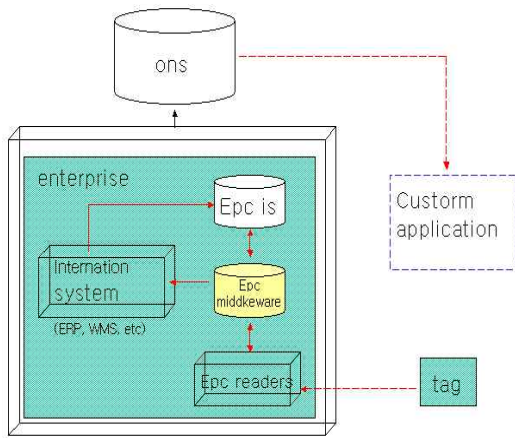 ons
enterprise
Epc is
Custorm
application
Internation
system
(ERP, WMS, etc)
Epc
middkeware
Epc readers
tag